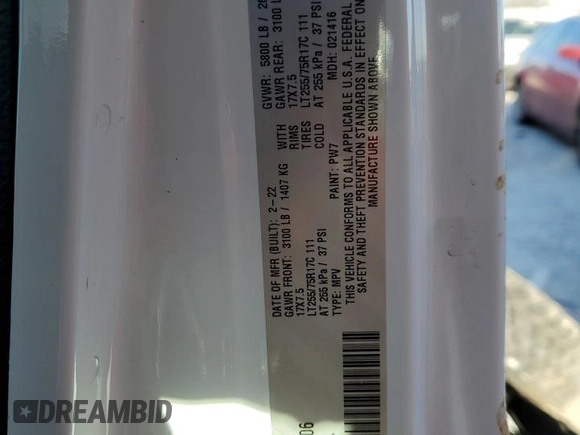 DATE OF MFR (BUILT): 2-22 GVWR: 5800 LB / 26
GAWR FRONT: 3100 LB / 1407 KG WITH GAWR REAR: 3100 L
17X7.5 RIMS 17X7.5
LT255/75R17C 111 TIRES LT255/75R17C 111
AT 255 kPa / 37 PSI COLD AT 255 kPa / 37 PSI
TYPE: MPV PAINT: PW7 MDH: 021416
THIS VEHICLE CONFORMS TO ALL APPLICABLE U.S.A. FEDERAL
SAFETY AND THEFT PREVENTION STANDARDS IN EFFECT ON
MANUFACTURE SHOWN ABOVE.
06
DREAMBID